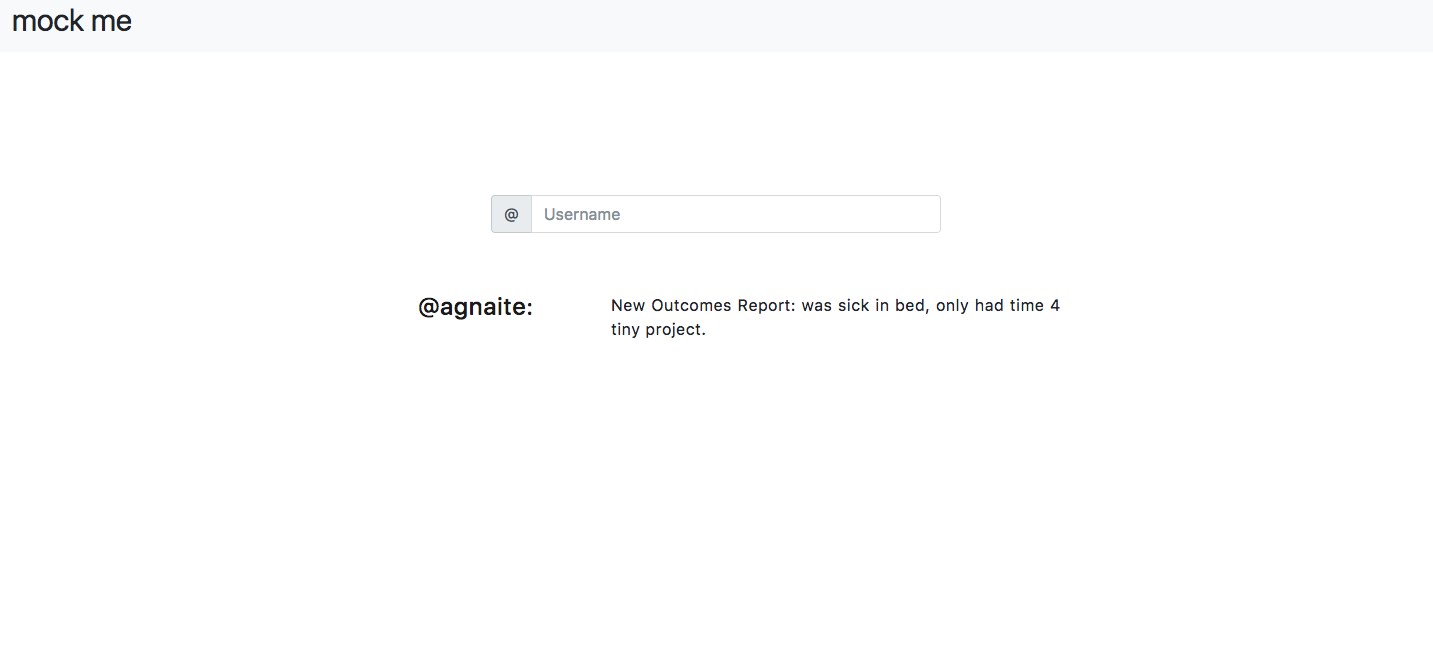 mock me
@ Username
@agnaite: New Outcomes Report: was sick in bed, only had time 4
tiny project.